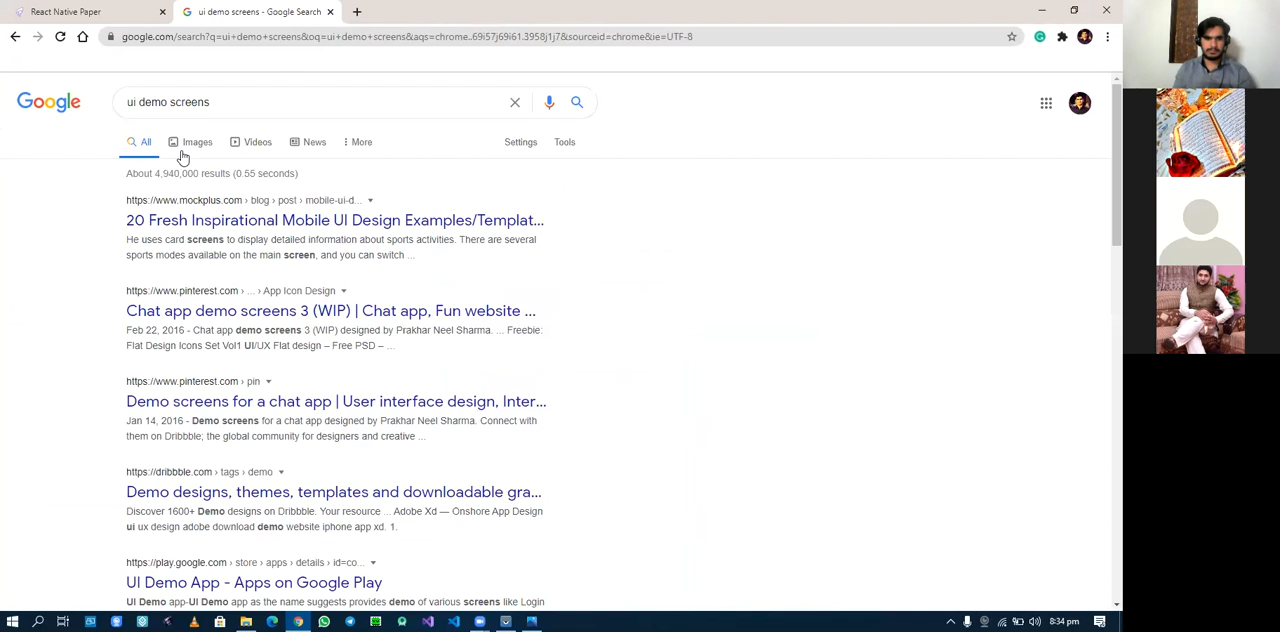 React Native Paper
ui demo screens - Google Search
google.com/search?q=ui+demo+screens&oq=ui+demo+screens&aqs=chrome..69i57j69i61.3958j1j7&sourceid=chrome&ie=UTF-8
Google
ui demo screens
All
Images
Videos
News
More
Settings
Tools
About 4,940,000 results (0.55 seconds)
https://www.mockplus.com › blog › post › mobile-ui-d...
20 Fresh Inspirational Mobile UI Design Examples/Templat...
He uses card screens to display detailed information about sports activities. There are several
sports modes available on the main screen, and you can switch ...
https://www.pinterest.com › ... › App Icon Design
Chat app demo screens 3 (WIP) | Chat app, Fun website ...
Feb 22, 2016 - Chat app demo screens 3 (WIP) designed by Prakhar Neel Sharma. ... Freebie:
Flat Design Icons Set Vol1 UI/UX Flat design – Free PSD – ...
https://www.pinterest.com › pin
Demo screens for a chat app | User interface design, Inter...
Jan 14, 2016 - Demo screens for a chat app designed by Prakhar Neel Sharma. Connect with
them on Dribbble; the global community for designers and creative ...
https://dribbble.com › tags › demo
Demo designs, themes, templates and downloadable gra...
Discover 1600+ Demo designs on Dribbble. Your resource ... Adobe Xd — Onshore App Design
ui ux design adobe download demo website iphone app xd. 1.
https://play.google.com › store › apps › details › id=co...
UI Demo App - Apps on Google Play
UI Demo app-UI Demo app as the name suggests provides demo of various screens like Login
8:34 pm